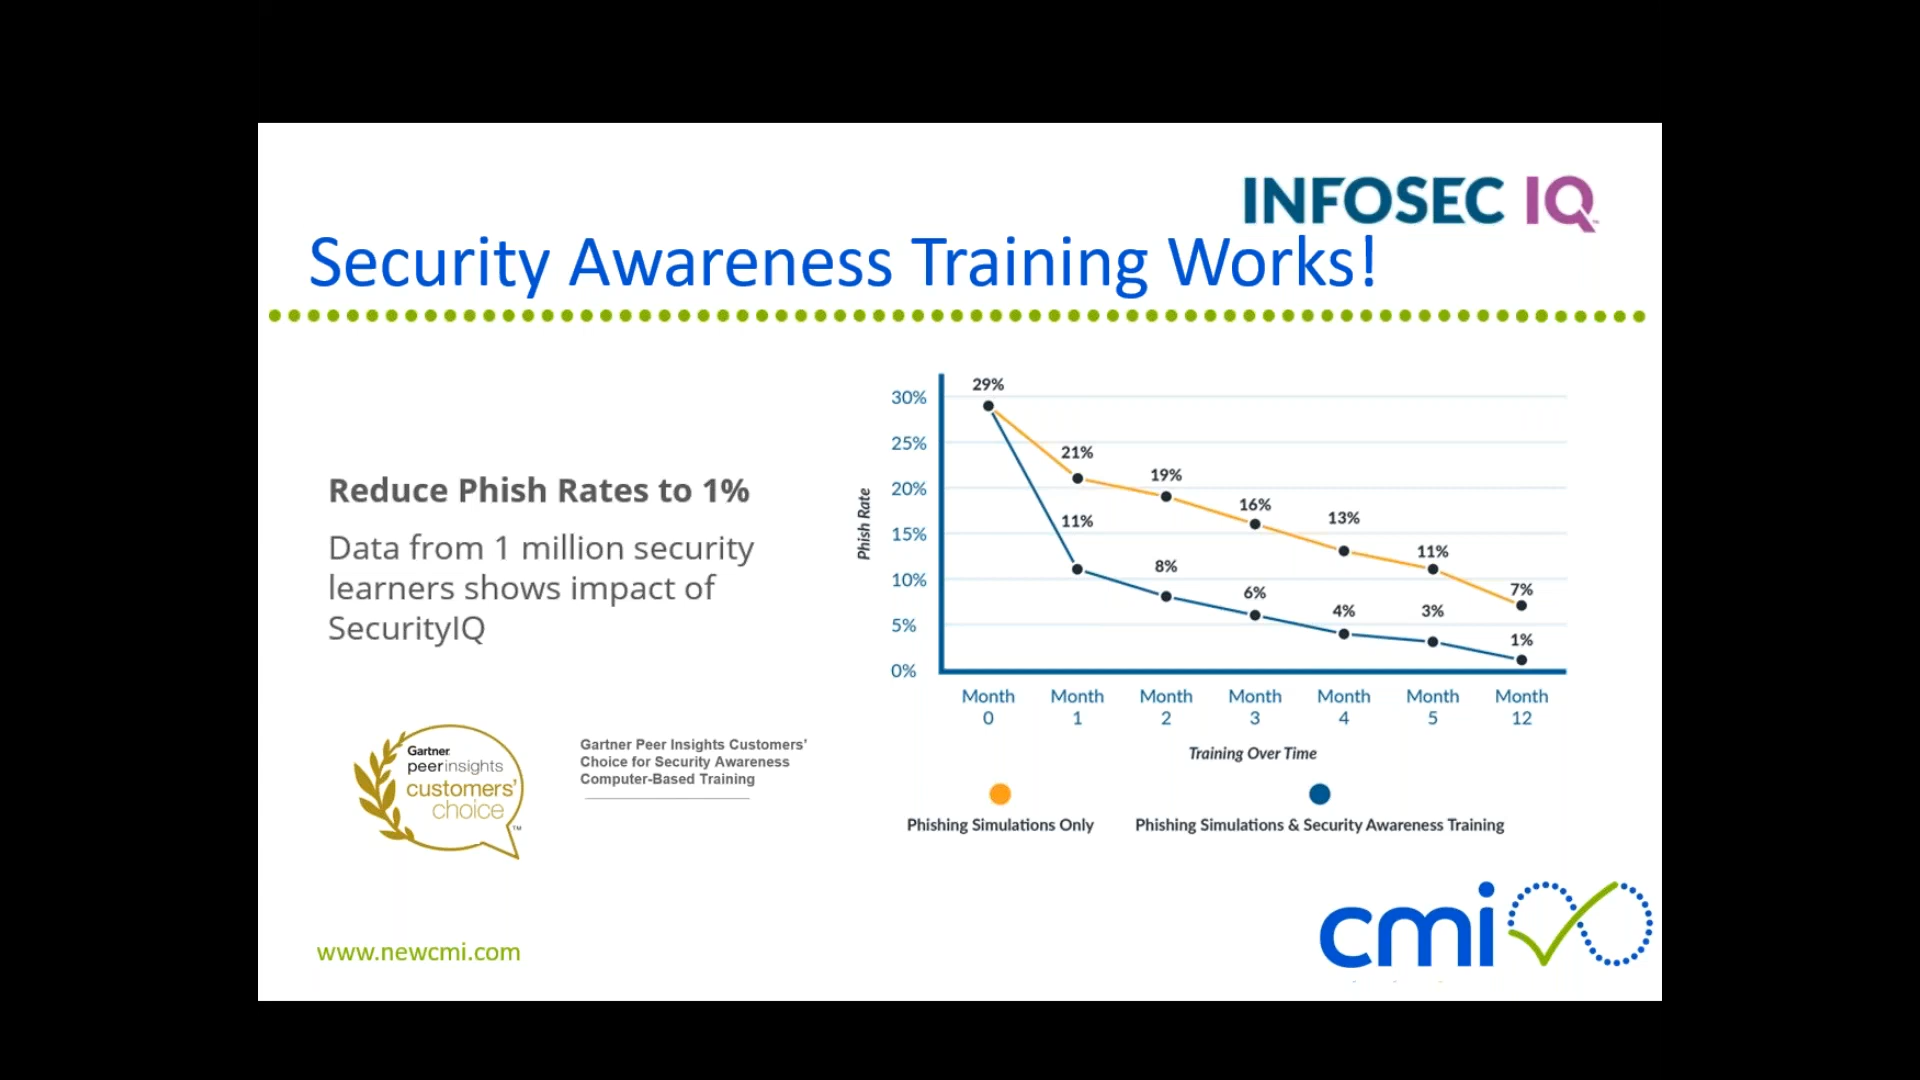 INFOSEC IQ
Security Awareness Training Works!
Reduce Phish Rates to 1%
Data from 1 million security
learners shows impact of
SecurityIQ
Gartner
peerinsights
customers'
choice
TM
Gartner Peer Insights Customers'
Choice for Security Awareness
Computer-Based Training
Phish Rate
30%
25%
20%
15%
10%
5%
0%
29%
21%
19%
16%
13%
11%
7%
11%
8%
6%
4%
3%
1%
Month Month Month Month Month Month Month
0 1 2 3 4 5 12
Training Over Time
Phishing Simulations Only
Phishing Simulations & Security Awareness Training
www.newcmi.com
cmi